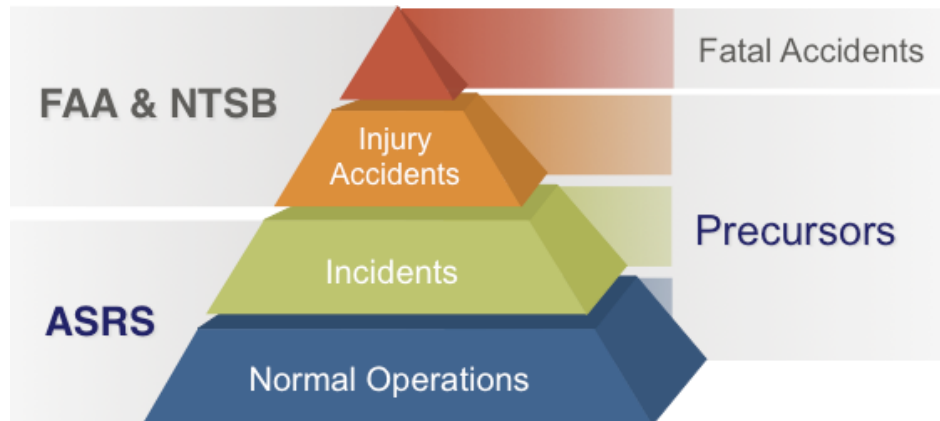 Fatal Accidents
FAA & NTSB
Injury
Accidents
Precursors
Incidents
ASRS
Normal Operations